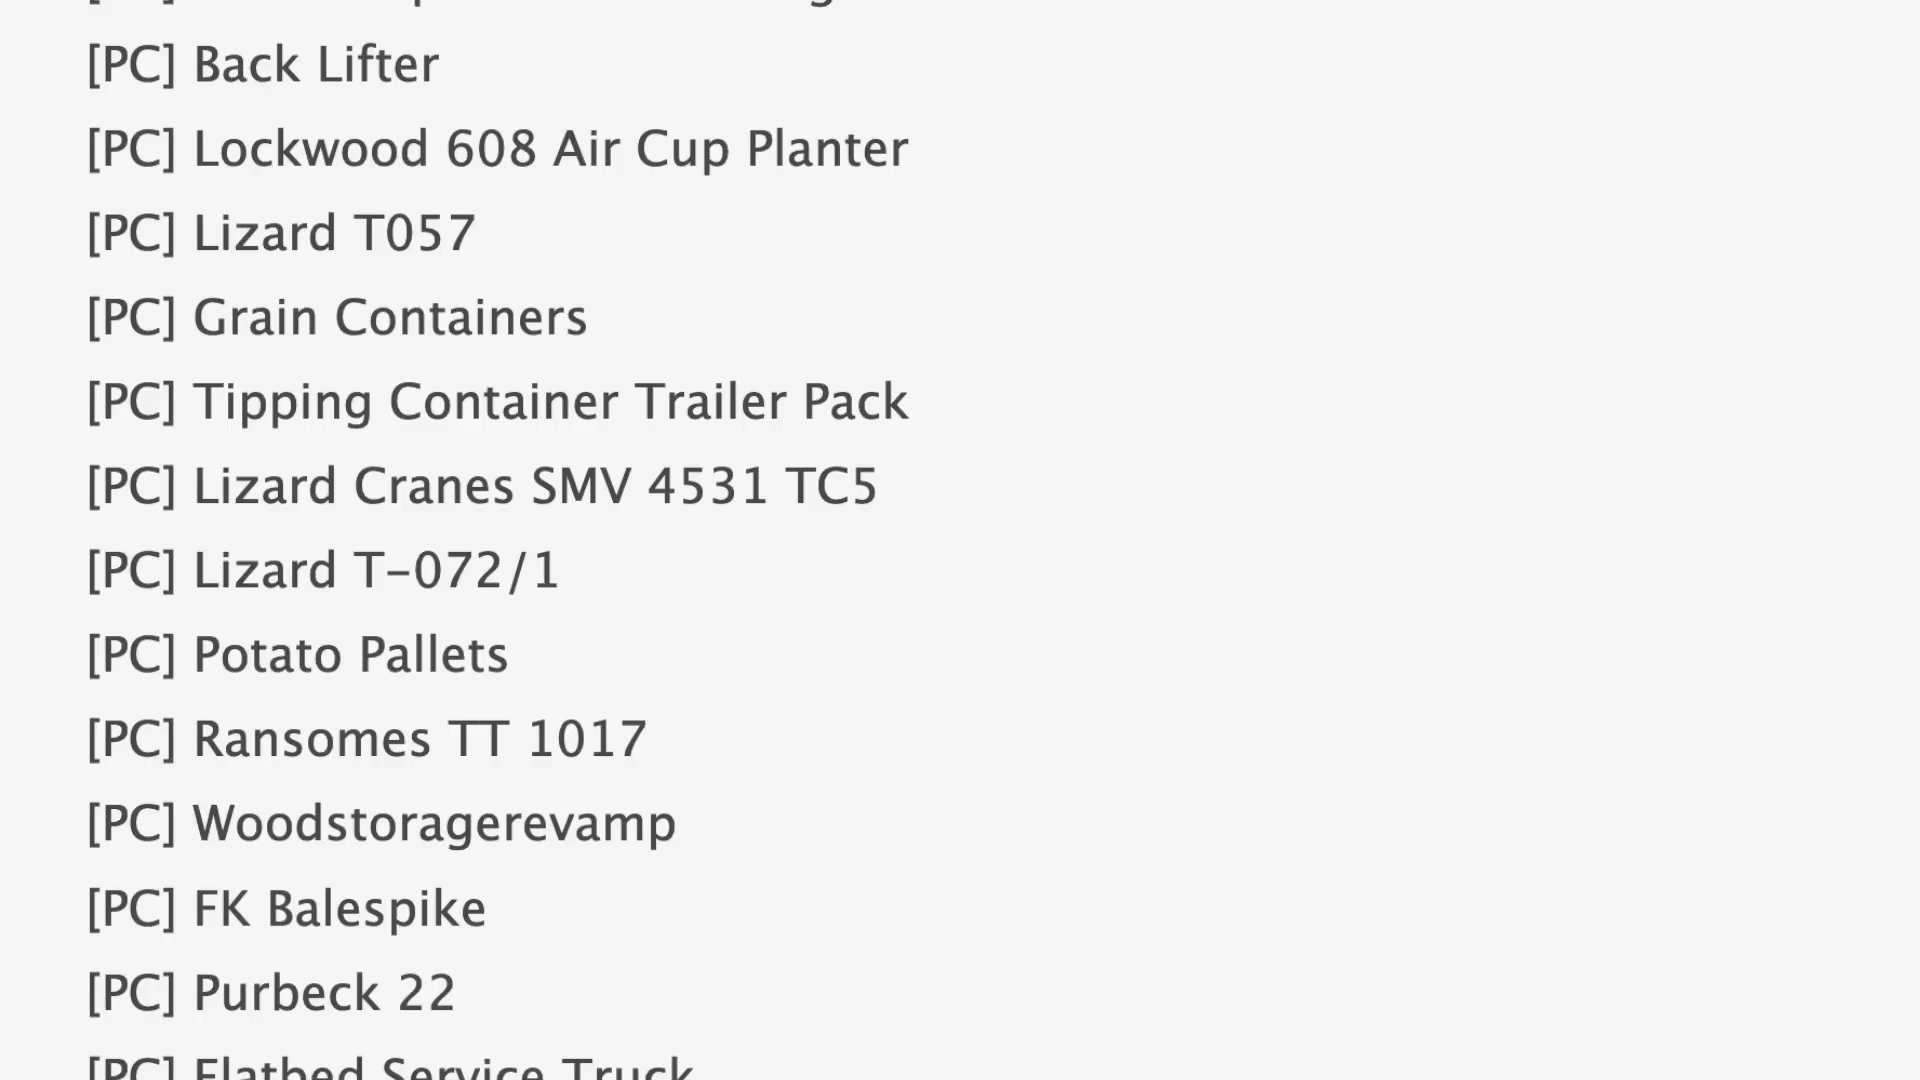 [PC] Back Lifter
[PC] Lockwood 608 Air Cup Planter
[PC] Lizard T057
[PC] Grain Containers
[PC] Tipping Container Trailer Pack
[PC] Lizard Cranes SMV 4531 TC5
[PC] Lizard T-072/1
[PC] Potato Pallets
[PC] Ransomes TT 1017
[PC] Woodstoragerevamp
[PC] FK Balespike
[PC] Purbeck 22
[PC] Flatbed Service Truck